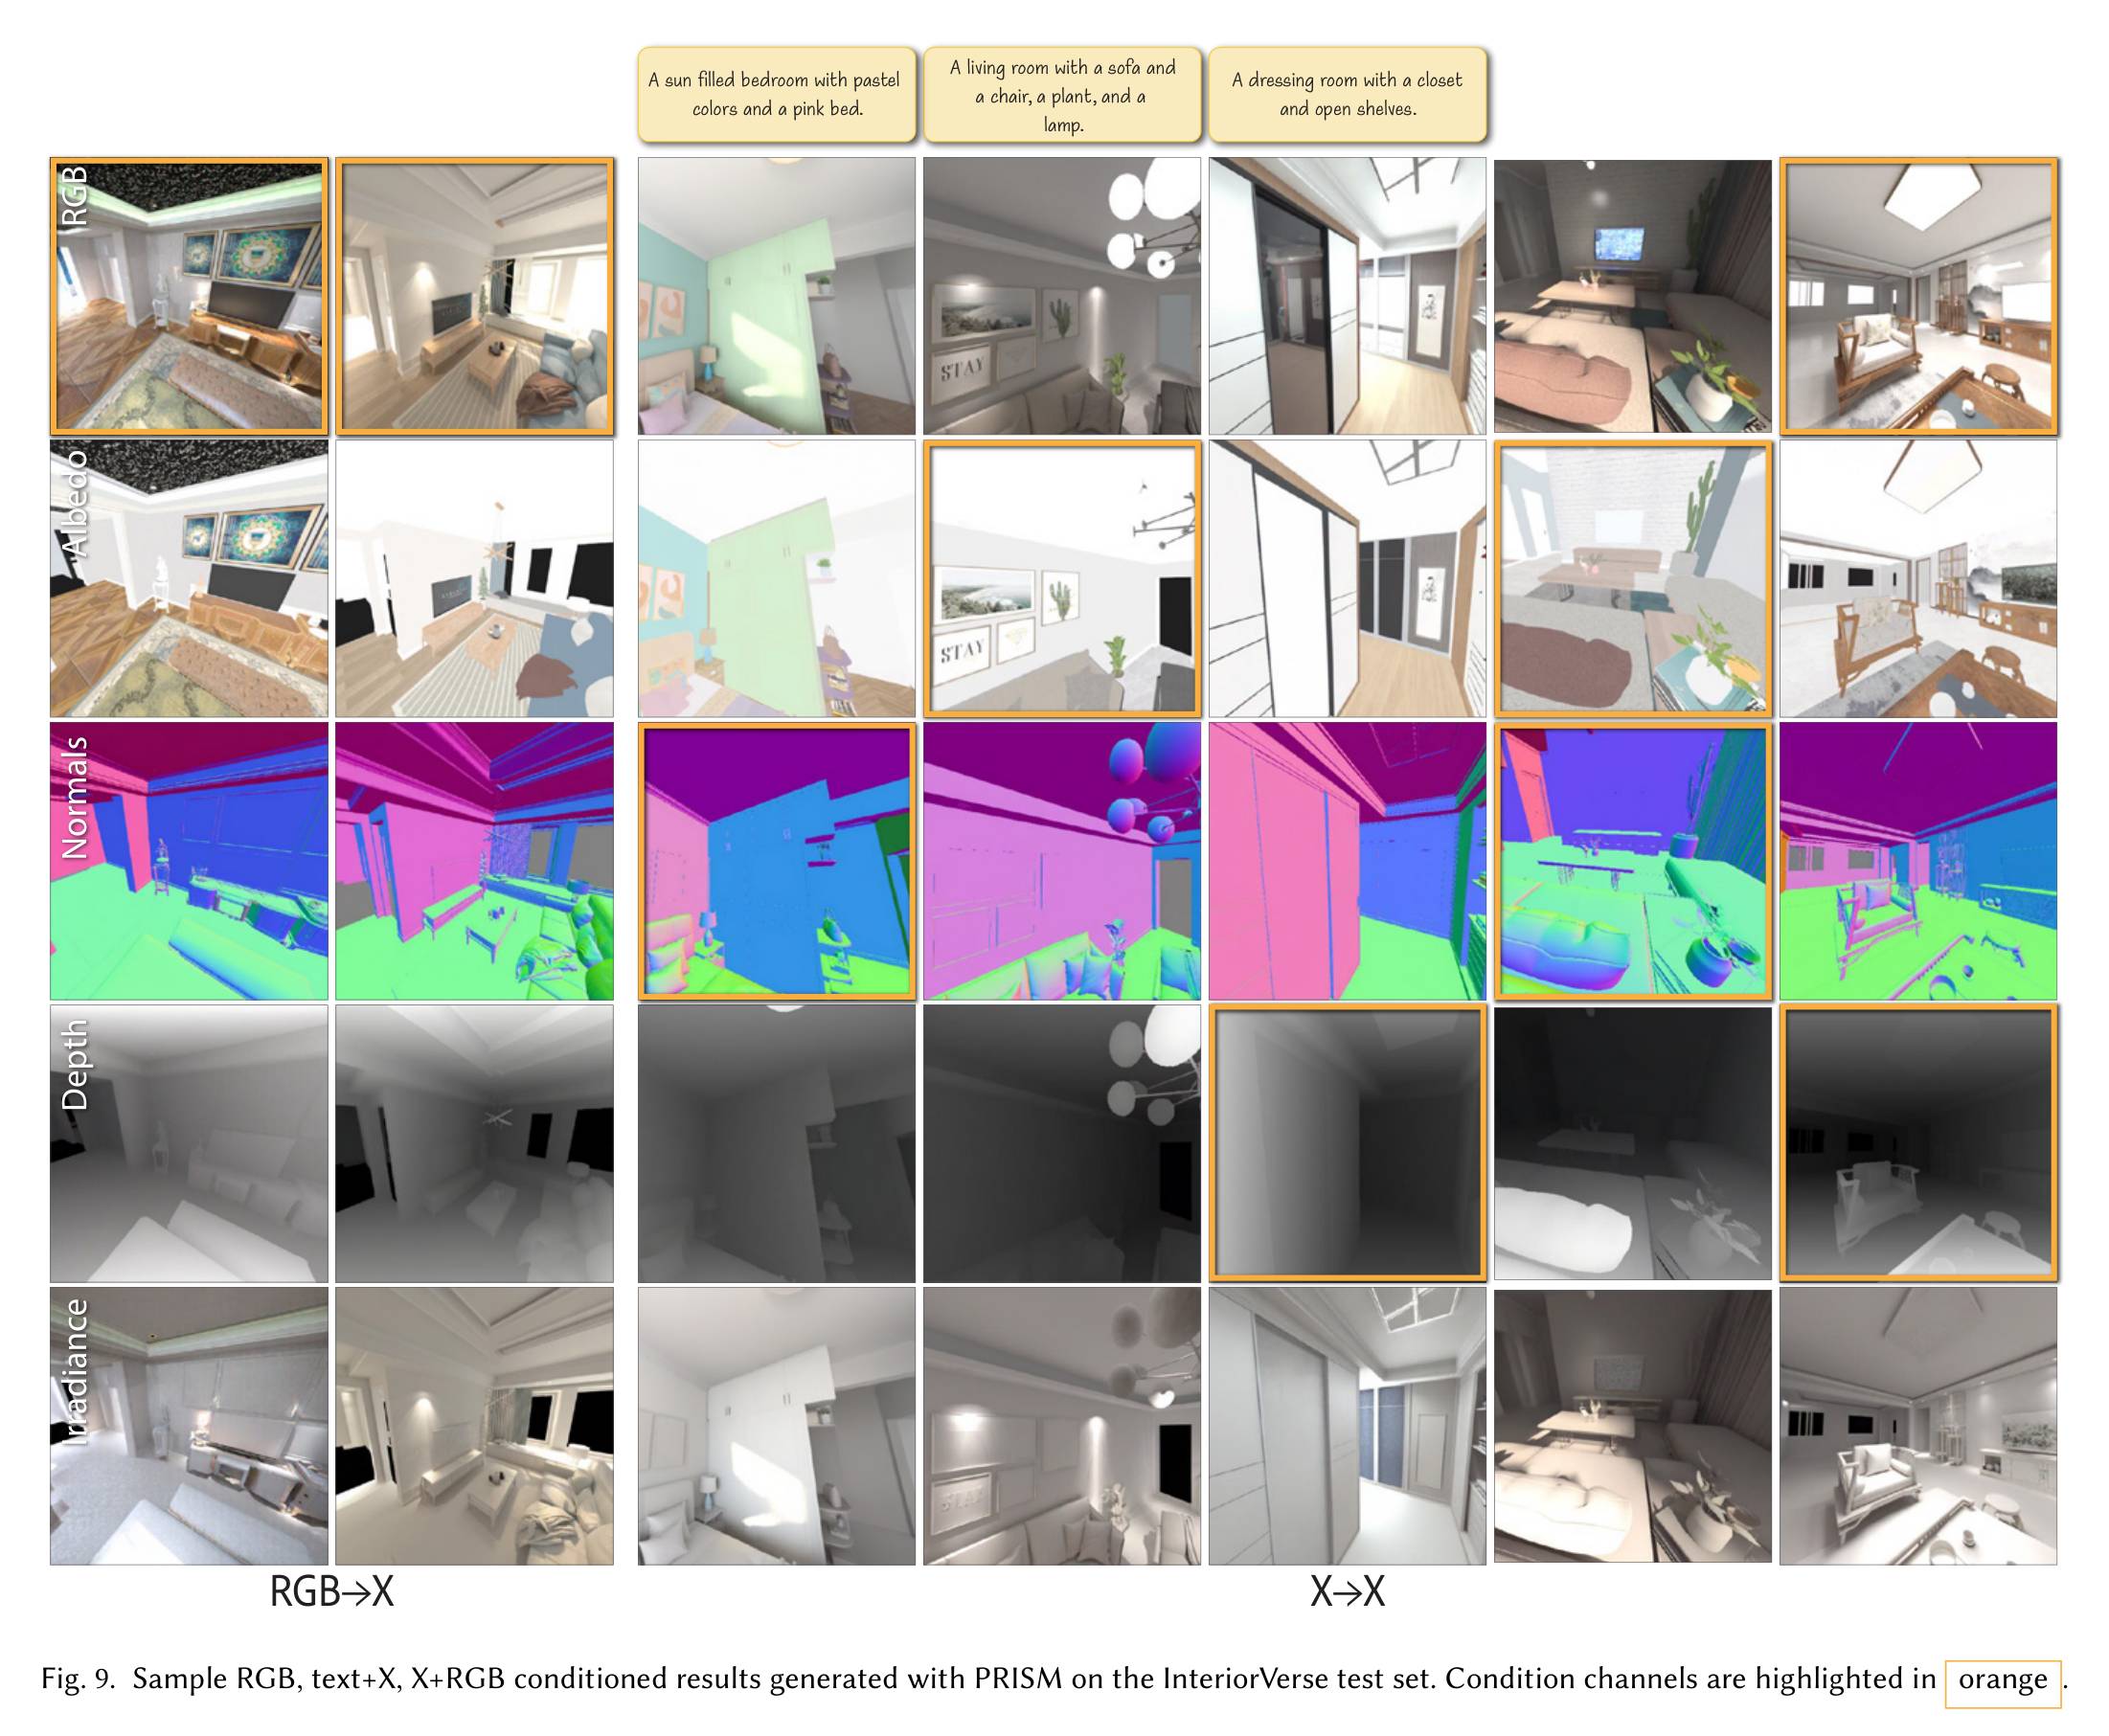 A sun filled bedroom with pastel
colors and a pink bed.
A living room with a sofa and
a chair, a plant, and a
lamp.
A dressing room with a closet
and open shelves.
RGB
STAY
Albedo
STAY
Normals
Depth
Irradiance
STAY
RGB→X
X→X
Fig. 9. Sample RGB, text+X, X+RGB conditioned results generated with PRISM on the InteriorVerse test set. Condition channels are highlighted in orange .